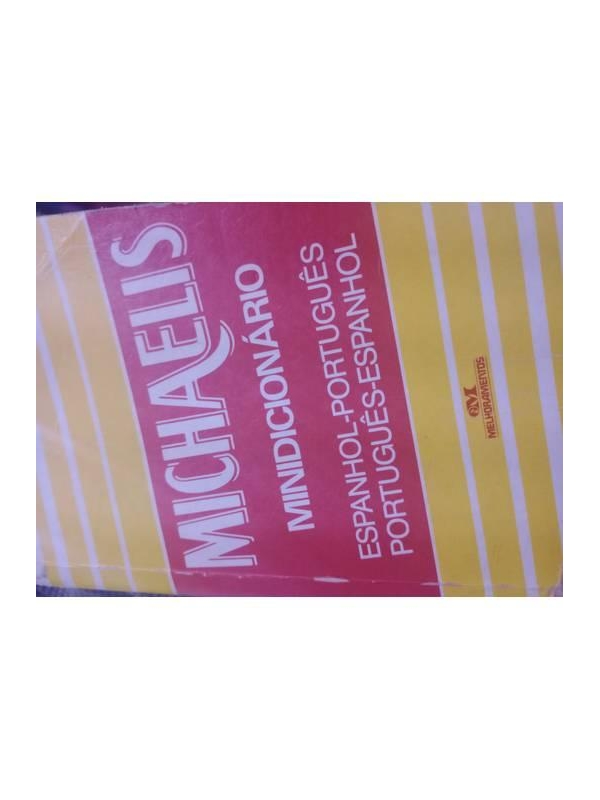 MICHAELIS
MINIDICIONÁRIO
ESPANHOL-PORTUGUÊS
PORTUGUÊS-ESPANHOL
MELHORAMENTOS